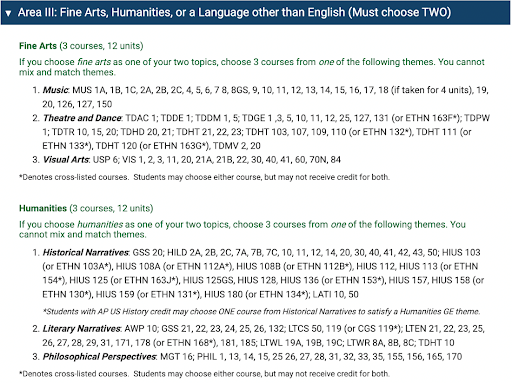 Area III: Fine Arts, Humanities, or a Language other than English (Must choose TWO)
Fine Arts (3 courses, 12 units)
If you choose fine arts as one of your two topics, choose 3 courses from one of the following themes. You cannot
mix and match themes.
1. Music: MUS 1A, 1B, 1C, 2A, 2B, 2C, 4, 5, 6, 7 8, 8GS, 9, 10, 11, 12, 13, 14, 15, 16, 17, 18 (if taken for 4 units), 19,
20, 126, 127, 150
2. Theatre and Dance: TDAC 1; TDDE 1; TDDM 1, 5; TDGE 1 ,3, 5, 10, 11, 12, 25, 127, 131 (or ETHN 163F*); TDPW
1; TDTR 10, 15, 20; TDHD 20, 21; TDHT 21, 22, 23; TDHT 103, 107, 109, 110 (or ETHN 132*), TDHT 111 (or
ETHN 133*), TDHT 120 (or ETHN 163G*); TDMV 2, 20
3. Visual Arts: USP 6; VIS 1, 2, 3, 11, 20, 21A, 21B, 22, 30, 40, 41, 60, 70N, 84
*Denotes cross-listed courses. Students may choose either course, but may not receive credit for both.
Humanities (3 courses, 12 units)
If you choose humanities as one of your two topics, choose 3 courses from one of the following themes. You
cannot mix and match themes.
1. Historical Narratives: GSS 20; HILD 2A, 2B, 2C, 7A, 7B, 7C, 10, 11, 12, 14, 20, 30, 40, 41, 42, 43, 50; HIUS 103
(or ETHN 103A*), HIUS 108A (or ETHN 112A*), HIUS 108B (or ETHN 112B*), HIUS 112, HIUS 113 (or ETHN
154*), HIUS 125 (or ETHN 163J*), HIUS 125GS, HIUS 128, HIUS 136 (or ETHN 153*), HIUS 157, HIUS 158 (or
ETHN 130*), HIUS 159 (or ETHN 131*), HIUS 180 (or ETHN 134*); LATI 10, 50
*Students with AP US History credit may choose ONE course from Historical Narratives to satisfy a Humanities GE theme.
2. Literary Narratives: AWP 10; GSS 21, 22, 23, 24, 25, 26, 132; LTCS 50, 119 (or CGS 119*); LTEN 21, 22, 23, 25,
26, 27, 28, 29, 31, 171, 178 (or ETHN 168*), 181, 185; LTWL 19A, 19B, 19C; LTWR 8A, 8B, 8C; TDHT 10
3. Philosophical Perspectives: MGT 16; PHIL 1, 13, 14, 15, 25 26, 27, 28, 31, 32, 33, 35, 155, 156, 165, 170
*Denotes cross-listed courses. Students may choose either course, but may not receive credit for both.